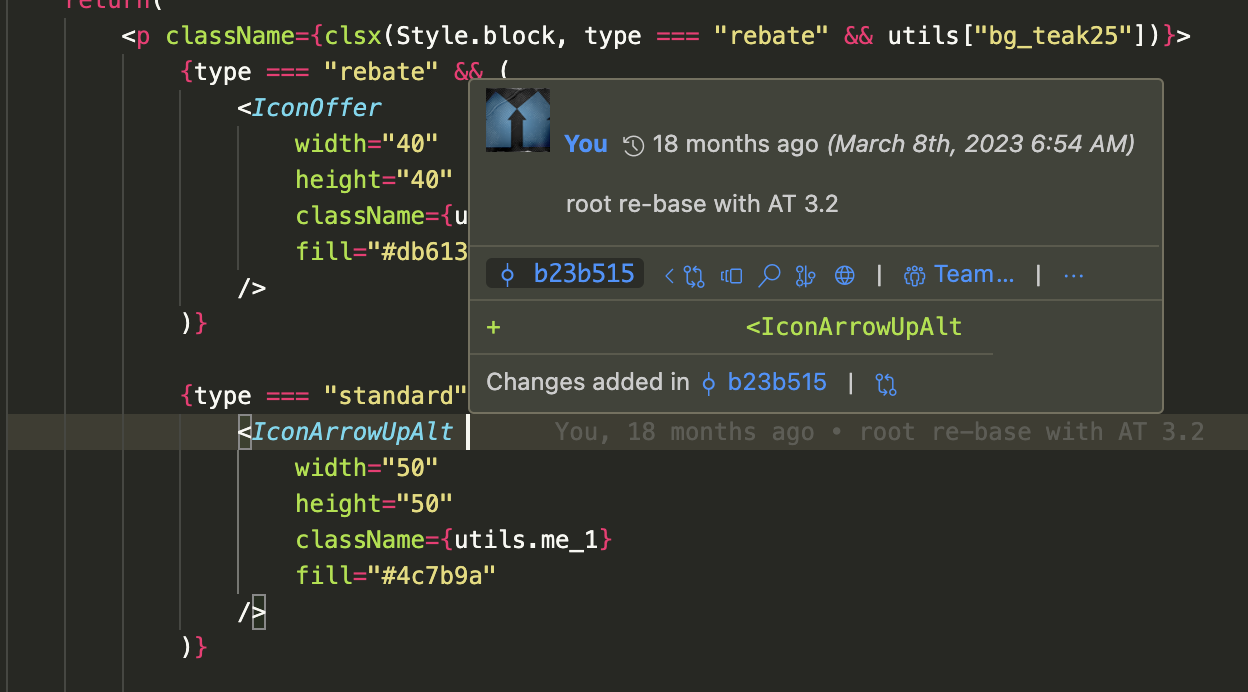 return(
<p className={clsx(Style.block, type === "rebate" && utils["bg_teak25"])}>
{type === "rebate" && (
<IconOffer
width="40"
height="40"
className={u
fill="#db613
/>
)}
You 18 months ago (March 8th, 2023 6:54 AM)
root re-base with AT 3.2
b23b515 | Team... | ...
+ <IconArrowUpAlt
Changes added in b23b515 |
{type === "standard"
<IconArrowUpAlt You, 18 months ago • root re-base with AT 3.2
width="50"
height="50"
className={utils.me_1}
fill="#4c7b9a"
/>
)}